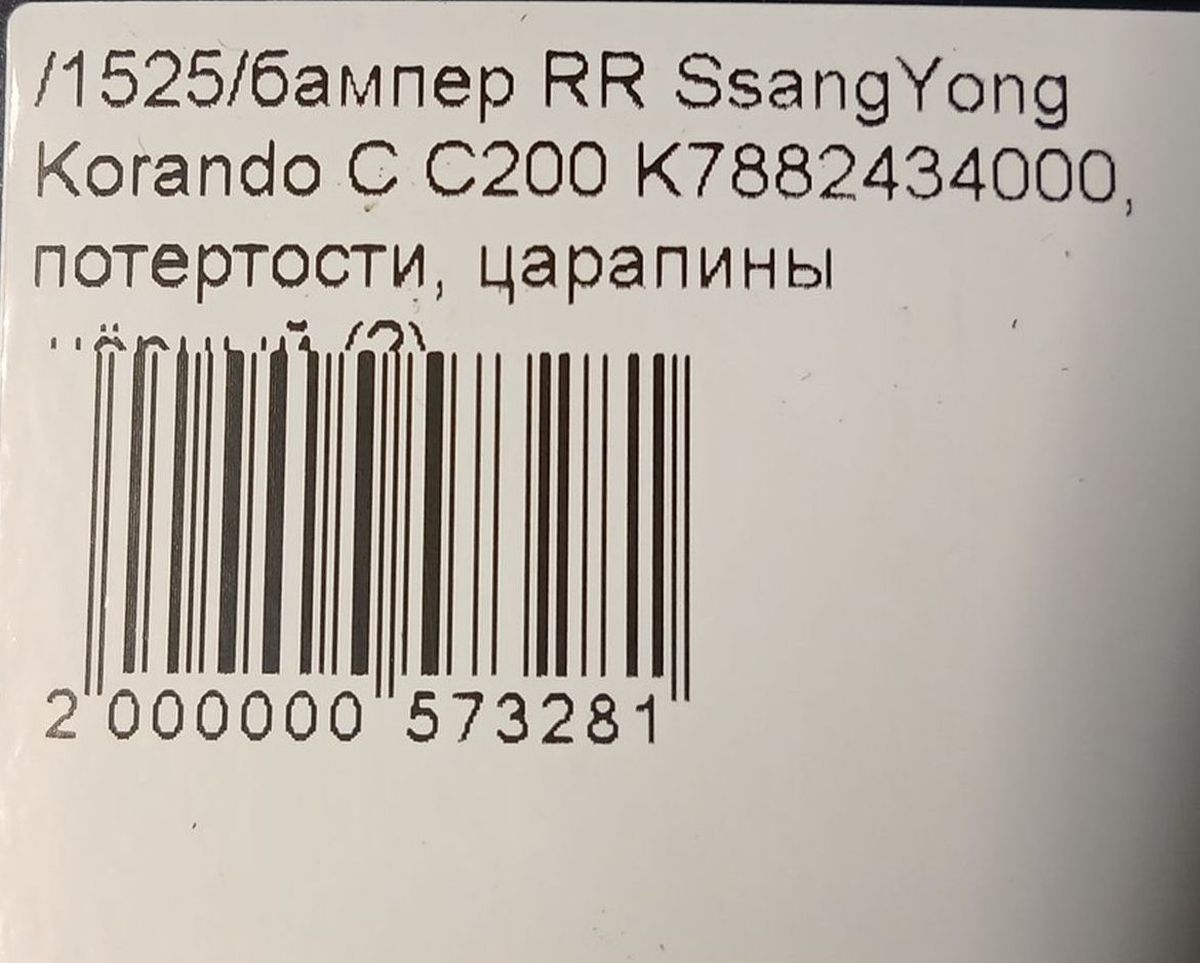 /1525/бампер RR SsangYong
Korando C C200 K7882434000,
потертости, царапины
2 000000 573281